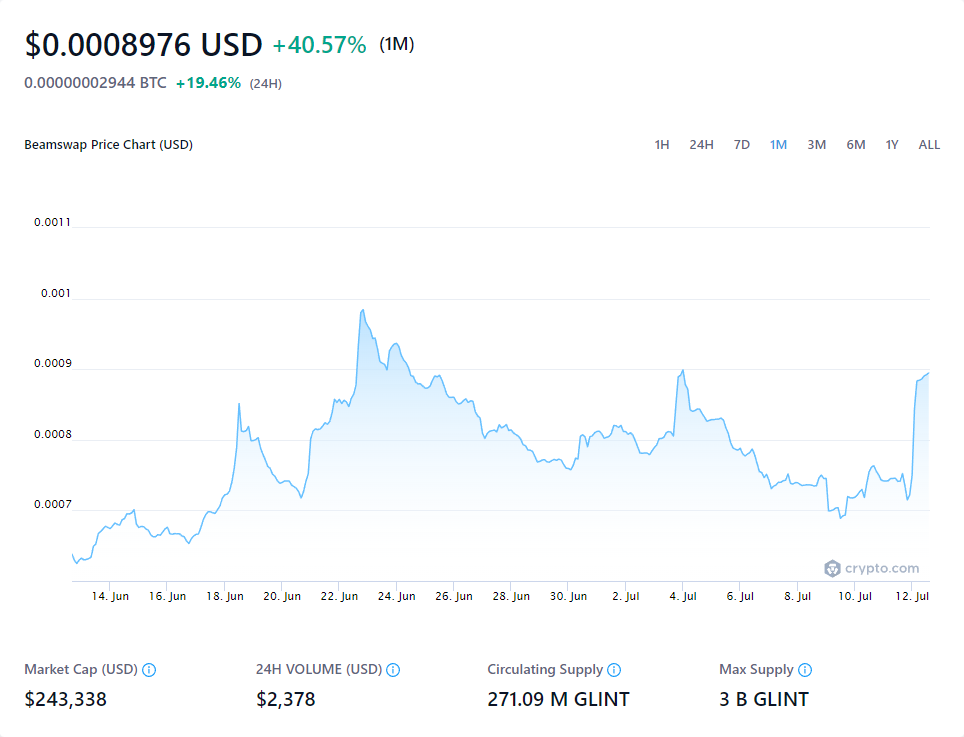 $0.0008976 USD +40.57% (1M)
0.00000002944 BTC +19.46% (24H)
Beamswap Price Chart (USD) 1H 24H 7D 1M 3M 6M 1Y ALL
0.0011
0.001
0.0009
0.0008
0.0007
crypto.com
14. Jun 16. Jun 18. Jun 20. Jun 22. Jun 24. Jun 26. Jun 28. Jun 30. Jun 2. Jul 4. Jul 6. Jul 8. Jul 10. Jul 12. Jul
Market Cap (USD) 24H VOLUME (USD) Circulating Supply Max Supply
$243,338 $2,378 271.09 M GLINT 3 B GLINT